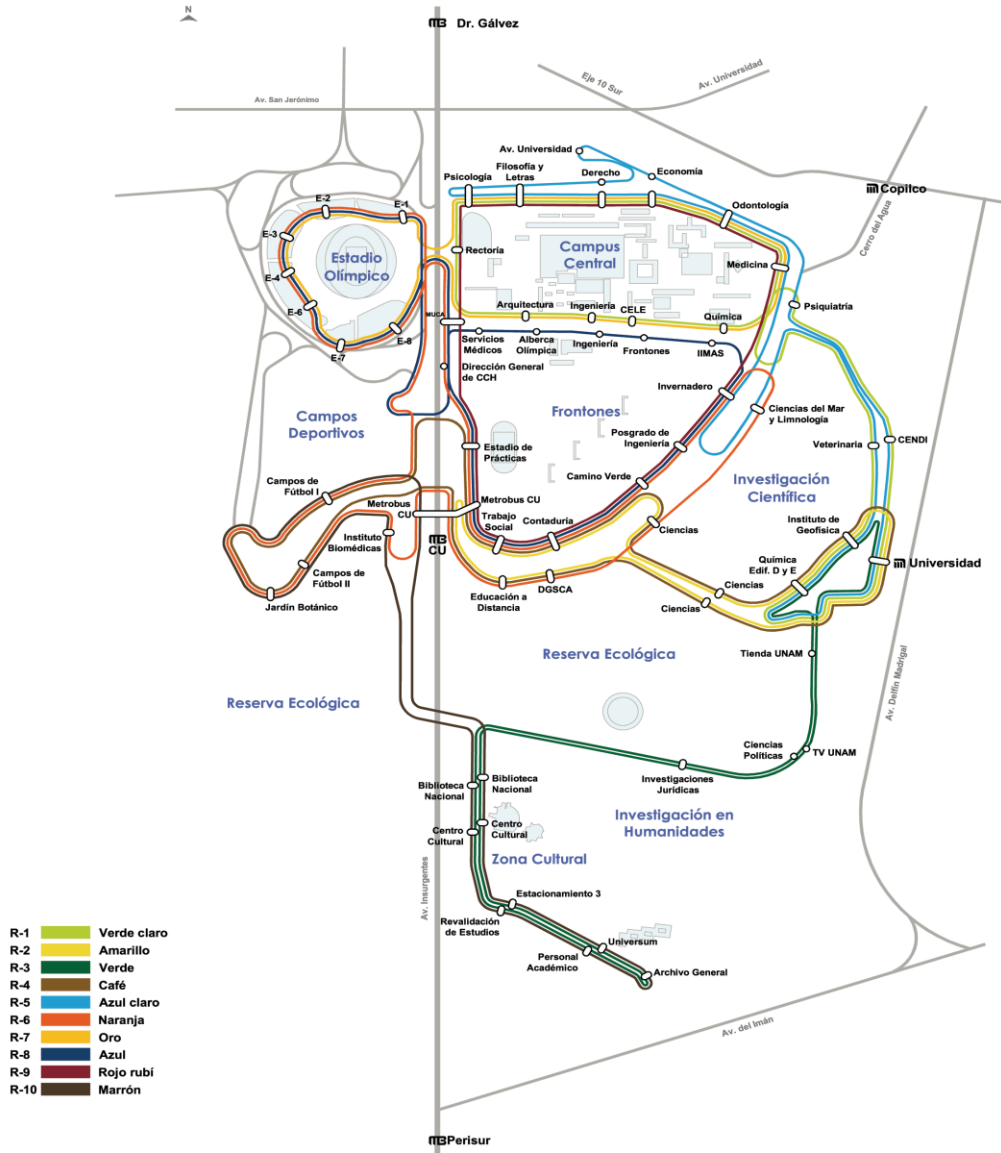 N
MB Dr. Gálvez
Eje 10 Sur
Av. Universidad
Av. San Jerónimo
Av. Universidad
Filosofía y
Letras
Derecho
Economía
Psicología
Copilco
Cerro del Agua
E-2
E-1
Odontología
E-3
Rectoría
Campus
Central
Estadio
Olímpico
Medicina
E-4
E-6
Arquitectura
Ingeniería
CELE
Química
Psiquiatría
MUCA
E-7
E-8
Servicios
Médicos
Alberca
Olímpica
Ingeniería
Frontones
IIMAS
Dirección General
de CCH
Invernadero
Campos
Deportivos
Frontones
Ciencias del Mar
y Limnología
Posgrado de
Ingeniería
Estadio de
Prácticas
Veterinaria
CENDI
Camino Verde
Investigación
Científica
Campos de
Fútbol I
Metrobus
CU
Metrobus CU
Trabajo
Social
Contaduría
Ciencias
Instituto de
Geofísica
Instituto
Biomédicas
MB
CU
Campos de
Fútbol II
Química
Edif. D y E
Universidad
Jardín Botánico
Educación a
Distancia
DGSCA
Ciencias
Ciencias
Tienda UNAM
Reserva Ecológica
Reserva Ecológica
Av. Delfín Madrigal
Ciencias
Políticas
TV UNAM
Biblioteca
Nacional
Biblioteca
Nacional
Investigaciones
Jurídicas
Centro
Cultural
Centro
Cultural
Investigación en
Humanidades
Zona Cultural
Av. Insurgentes
Estacionamiento 3
Revalidación
de Estudios
Universum
Personal
Académico
Archivo General
Av. del Imán
R-1 Verde claro
R-2 Amarillo
R-3 Verde
R-4 Café
R-5 Azul claro
R-6 Naranja
R-7 Oro
R-8 Azul
R-9 Rojo rubí
R-10 Marrón
MB Perisur